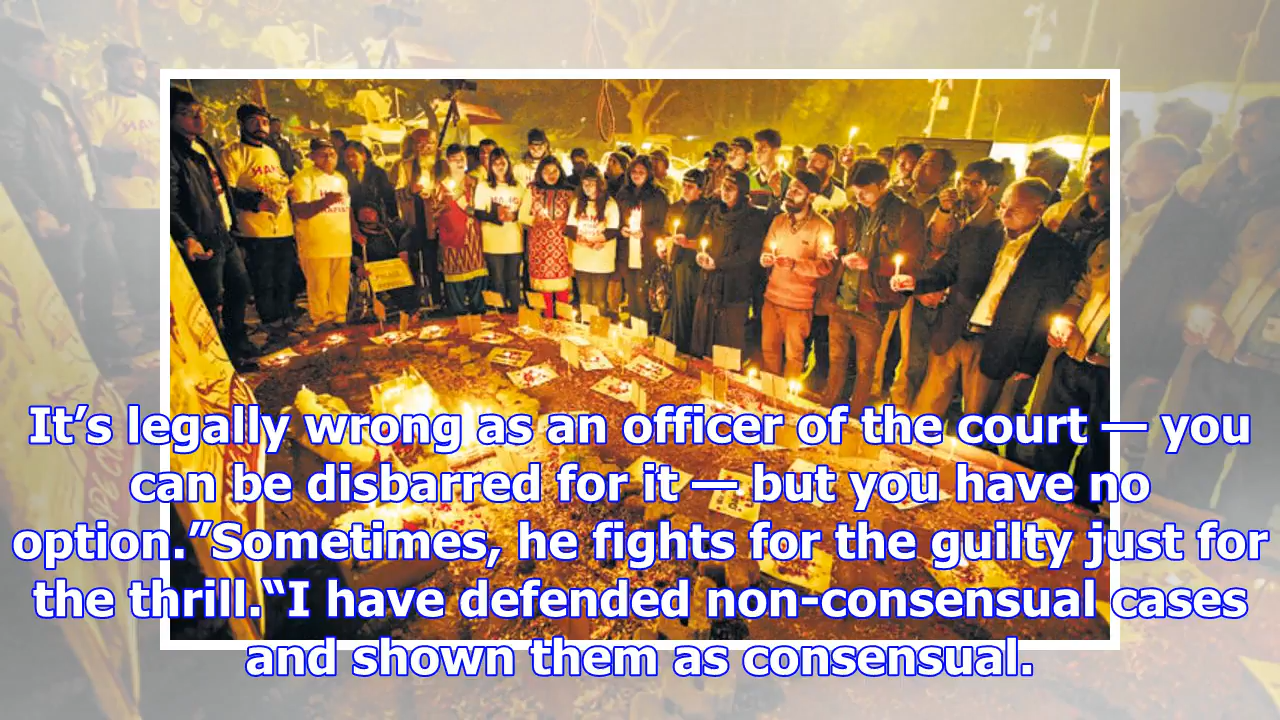 It’s legally wrong as an officer of the court — you
can be disbarred for it — but you have no
option.”Sometimes, he fights for the guilty just for
the thrill.“I have defended non-consensual cases
and shown them as consensual.